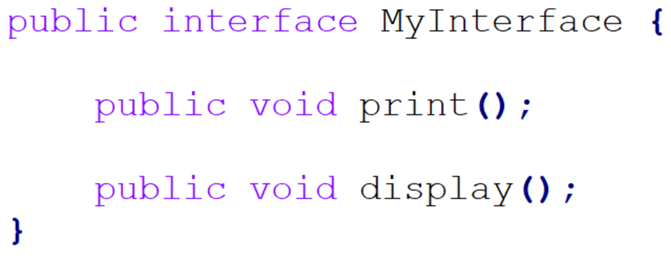 public interface MyInterface {
public void print();
public void display();
}